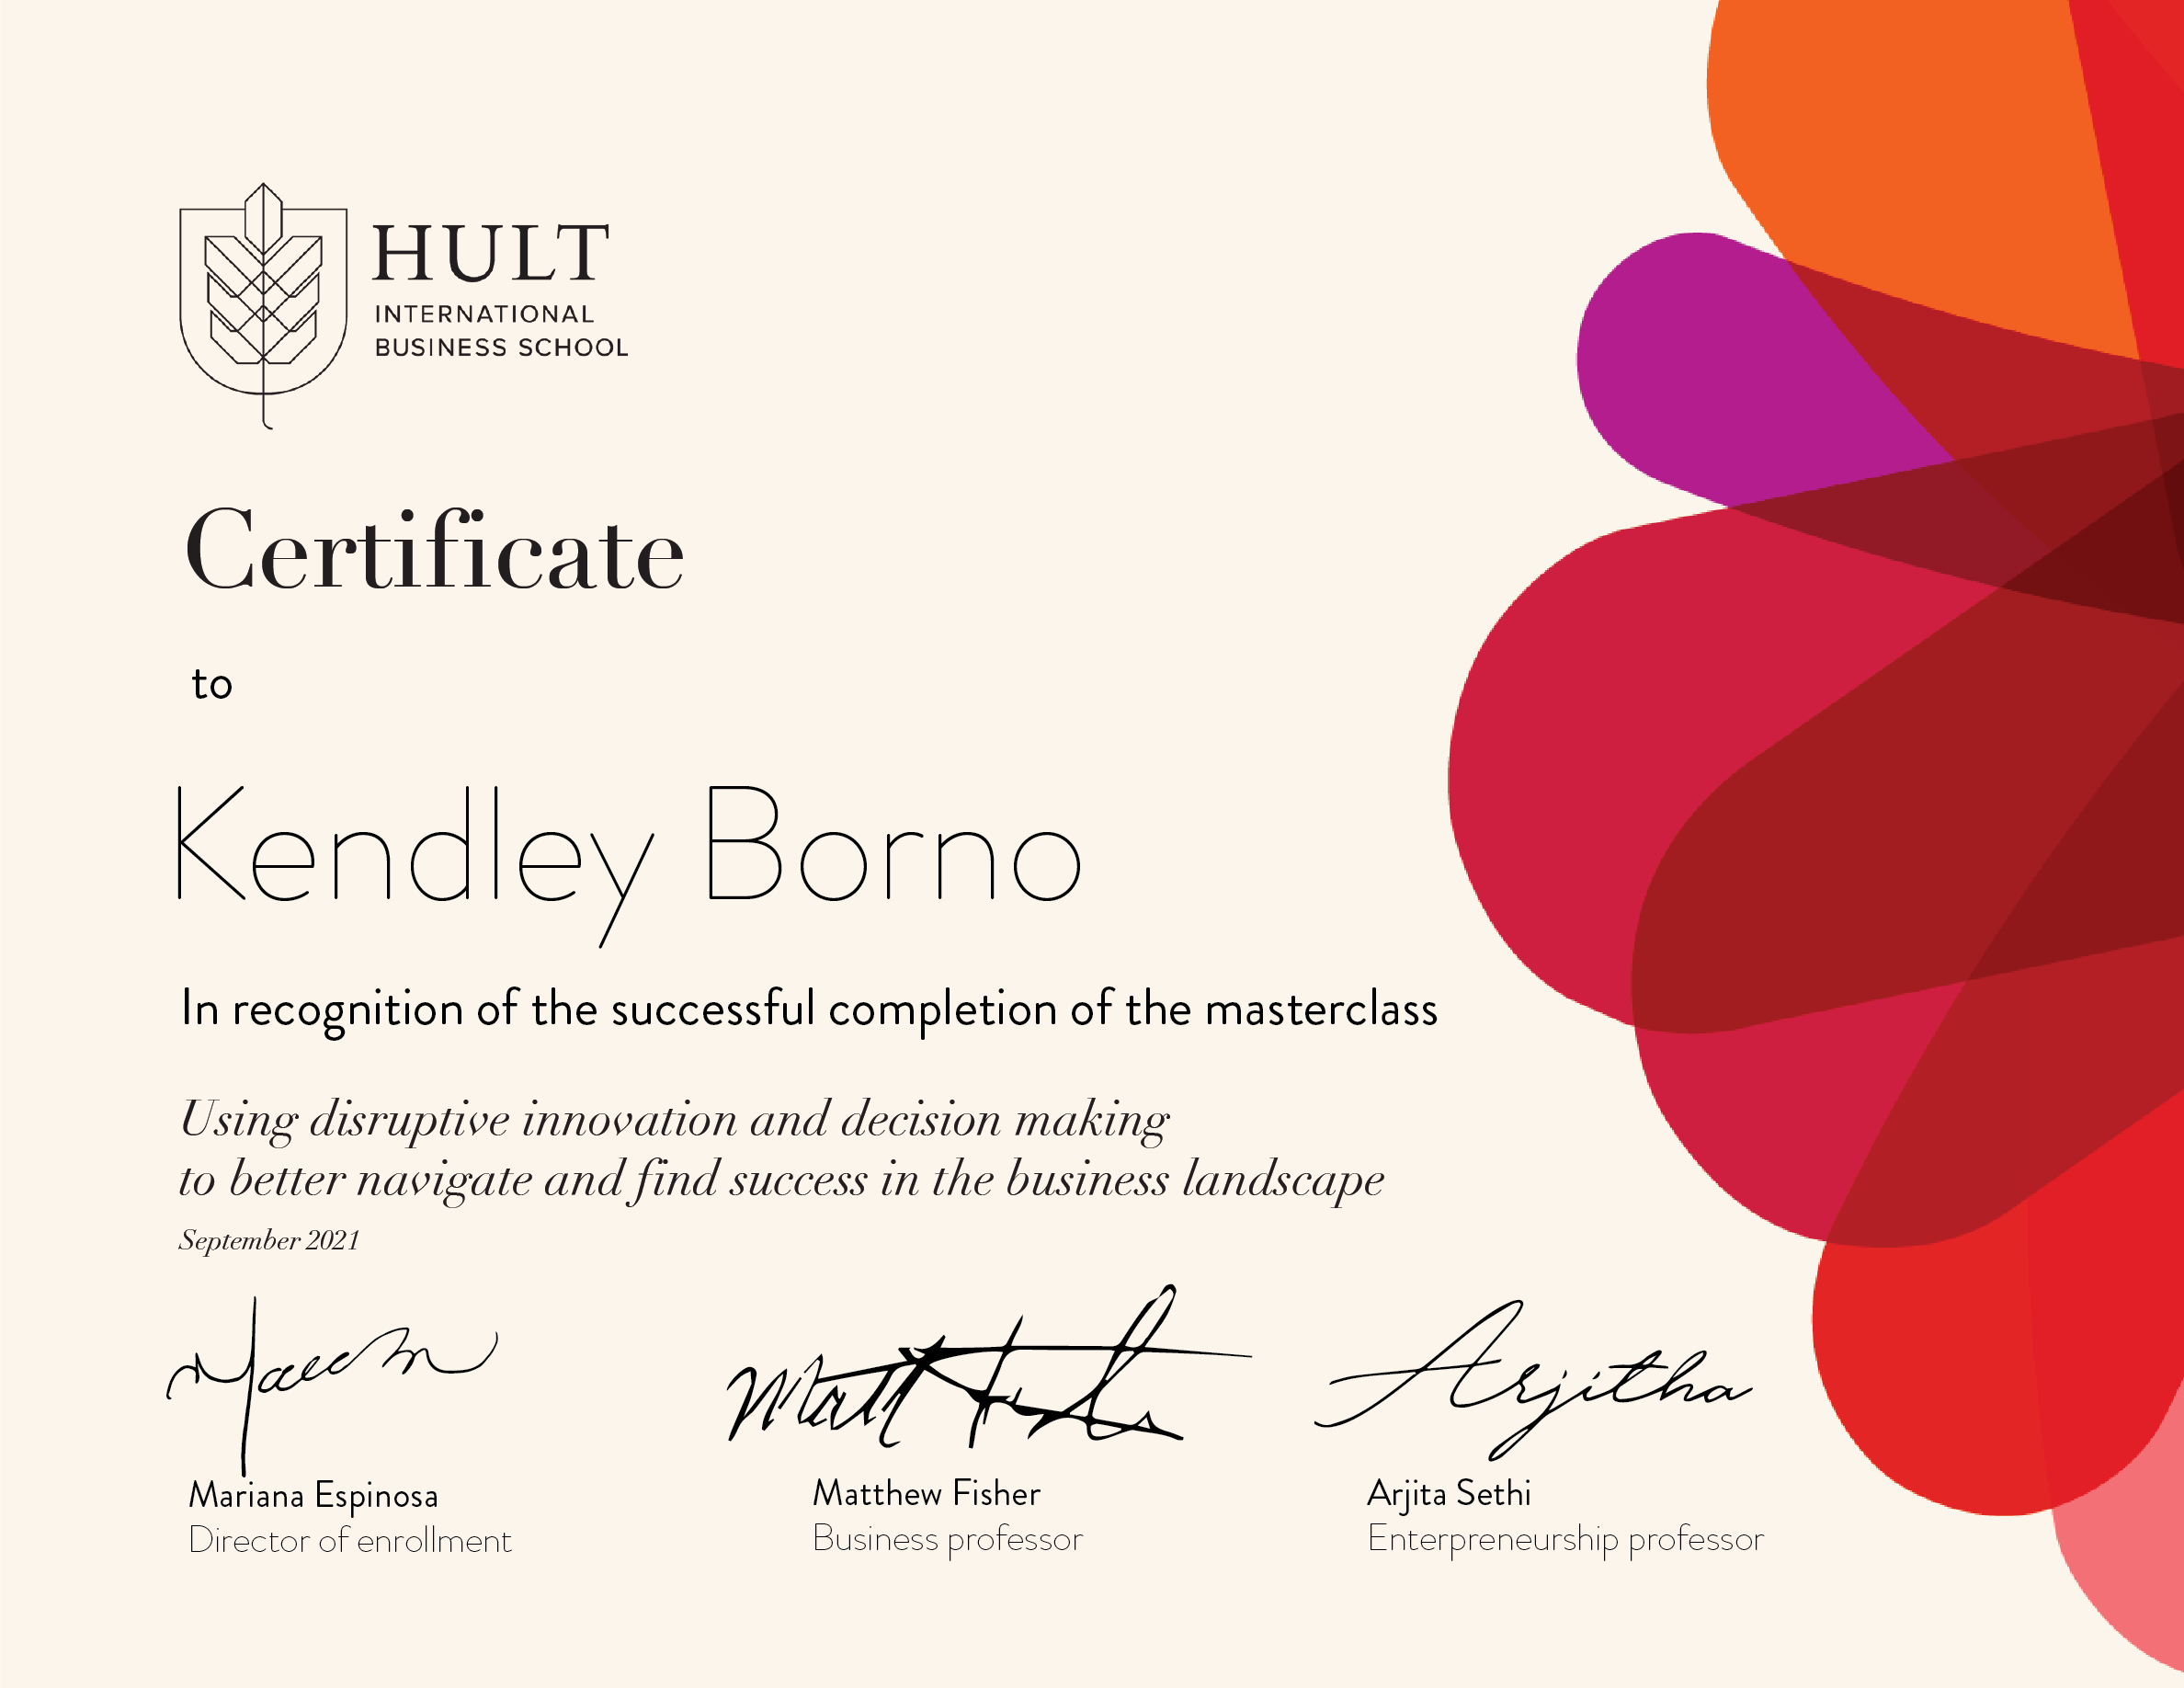 HULT
INTERNATIONAL
BUSINESS SCHOOL
Certificate
to
Kendley Borno
In recognition of the successful completion of the masterclass
Using disruptive innovation and decision making
to better navigate and find success in the business landscape
September 2021
Matt
Arjitha
Mariana Espinosa
Matthew Fisher
Arjita Sethi
Director of enrollment
Business professor
Enterpreneurship professor